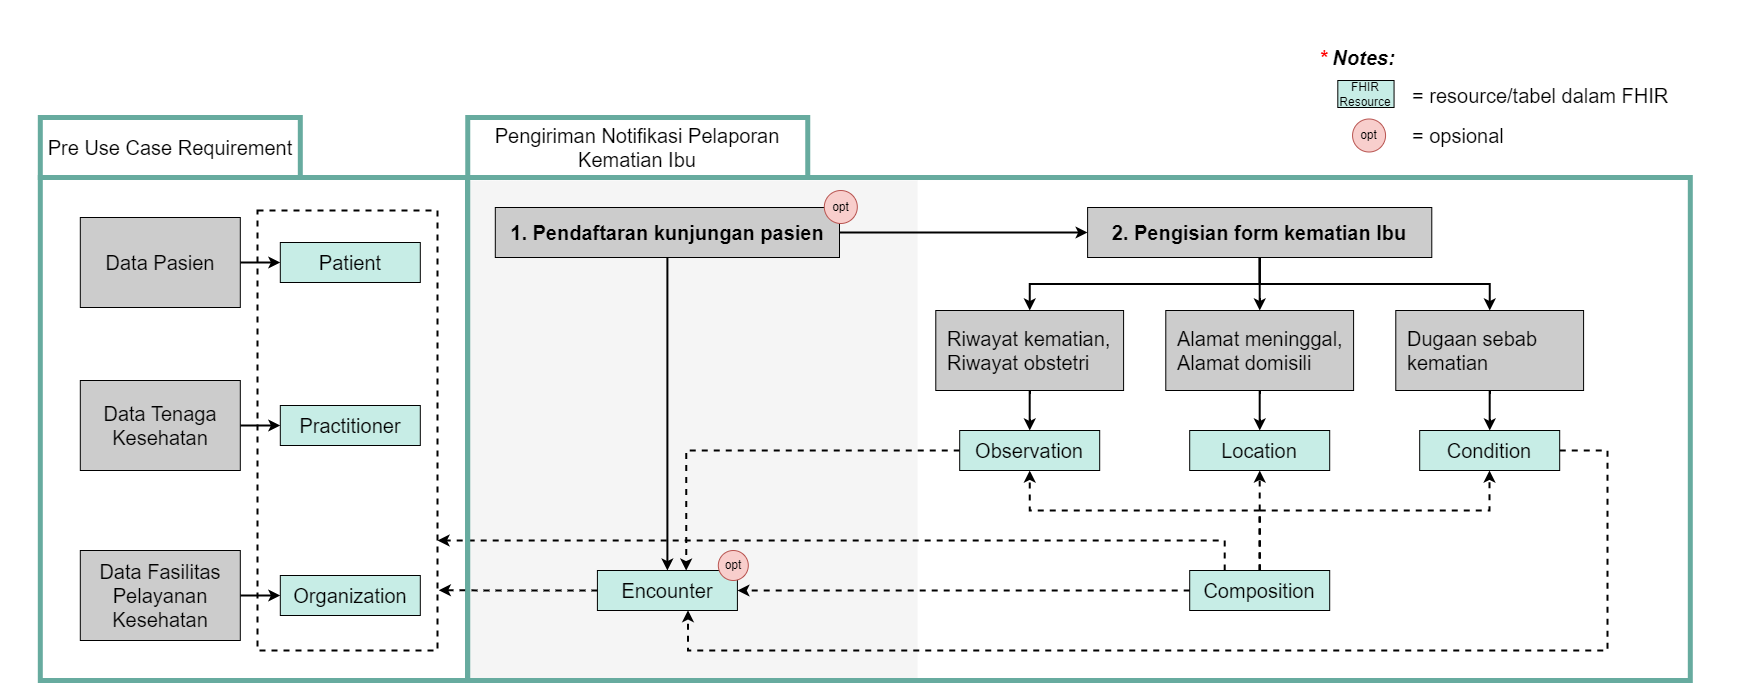 * Notes:
FHIR
Resource
= resource/tabel dalam FHIR
opt
= opsional
Pre Use Case Requirement
Pengiriman Notifikasi Pelaporan
Kematian Ibu
Data Pasien
Patient
Data Tenaga
Kesehatan
Practitioner
Data Fasilitas
Pelayanan
Kesehatan
Organization
1. Pendaftaran kunjungan pasien
opt
2. Pengisian form kematian Ibu
Riwayat kematian,
Riwayat obstetri
Alamat meninggal,
Alamat domisili
Dugaan sebab
kematian
Observation
Location
Condition
Encounter
opt
Composition